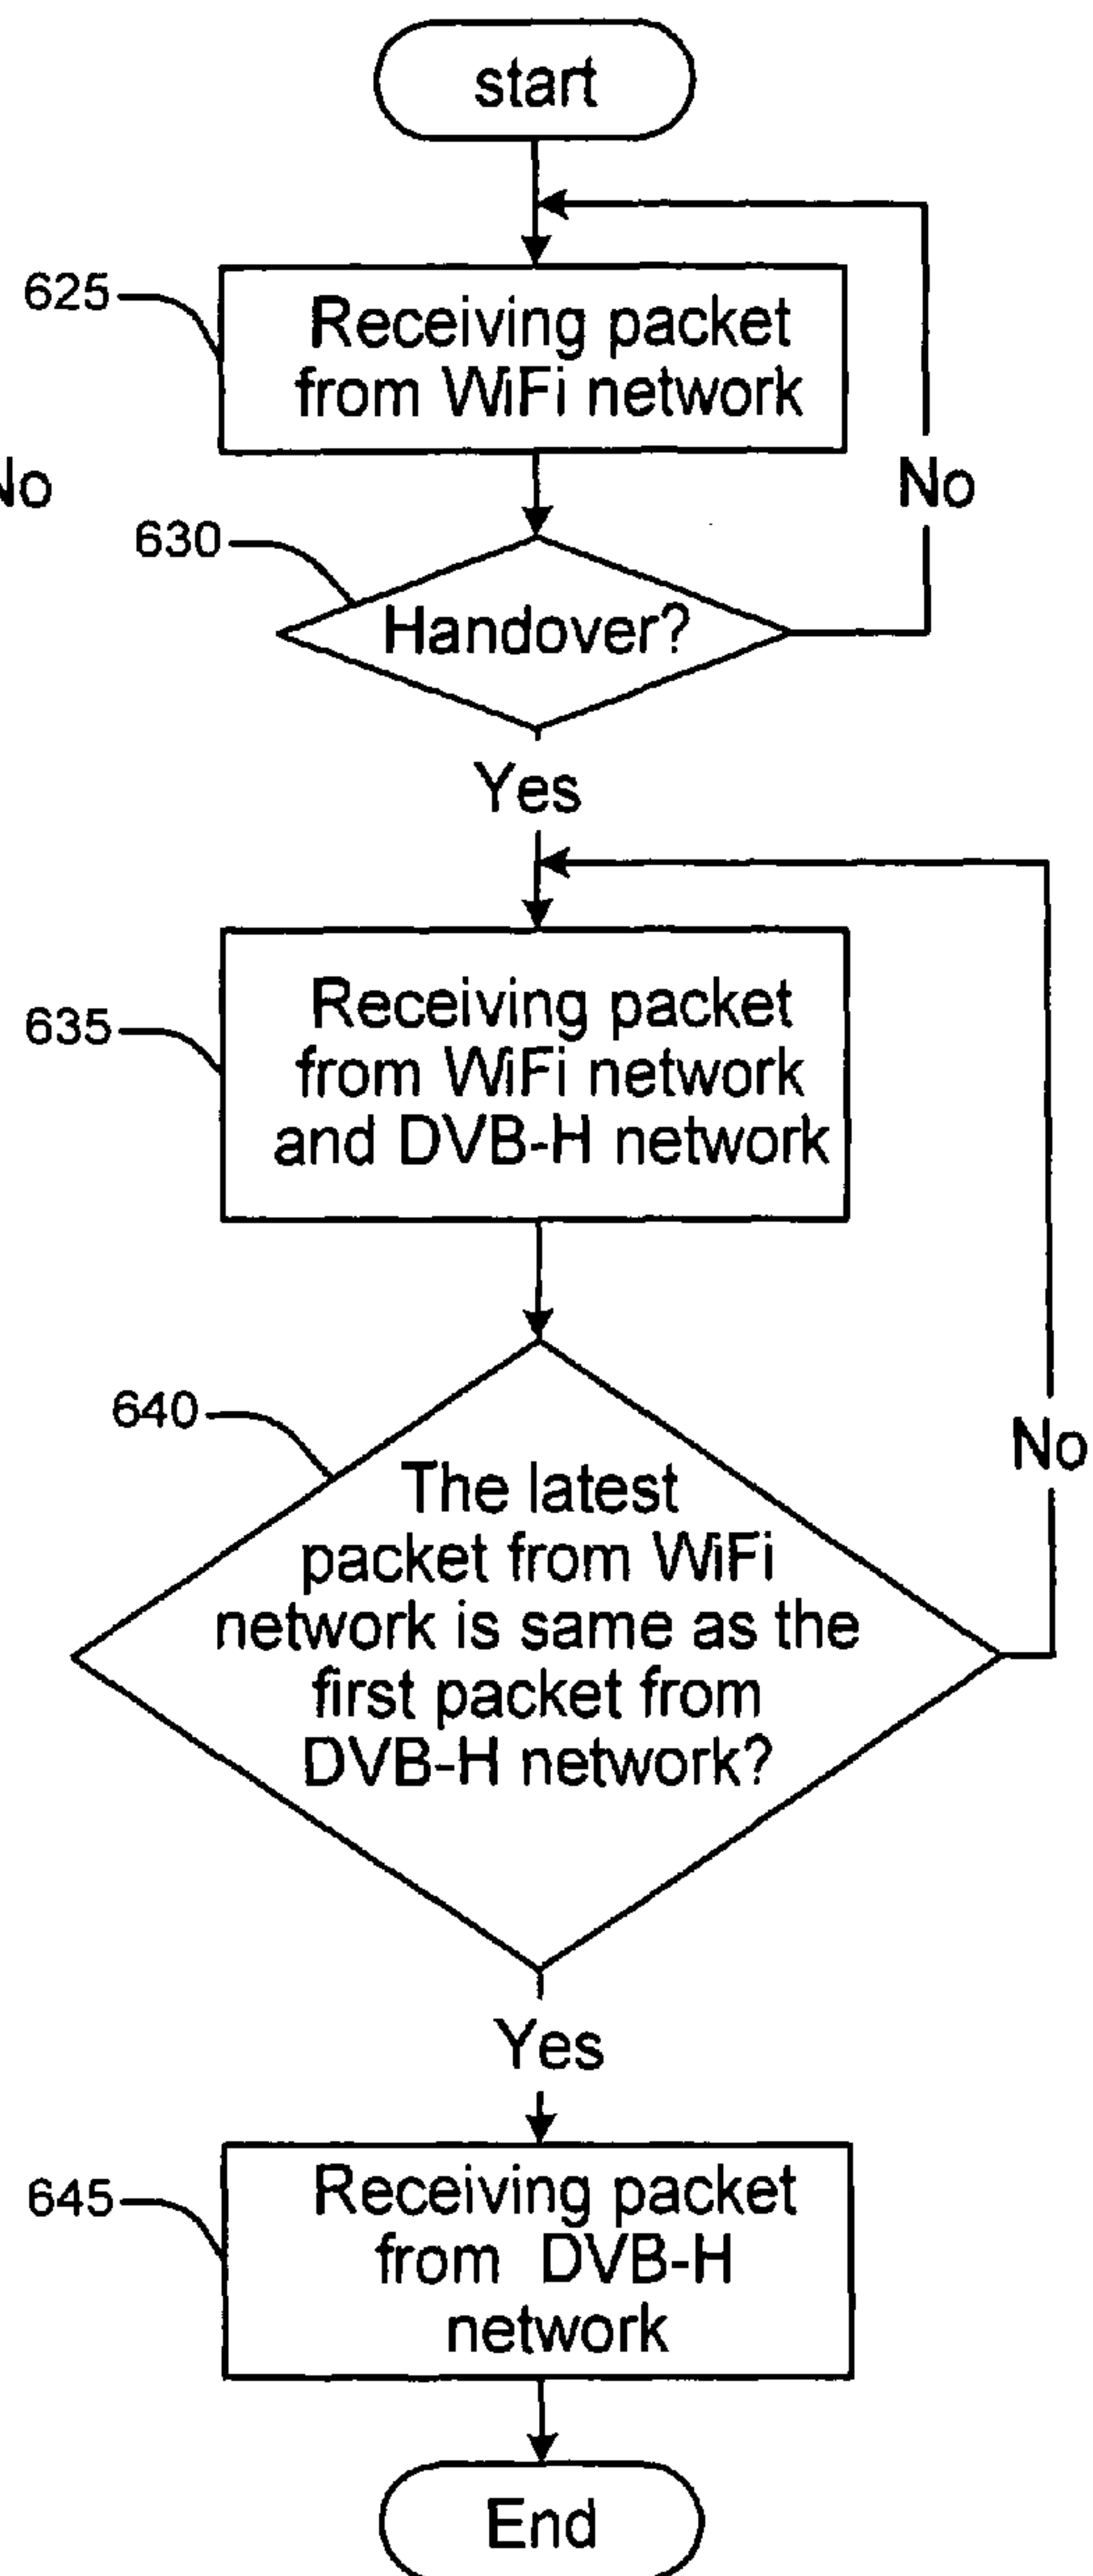 start
625
Receiving packet
from WiFi network
No
No
630
Handover?
Yes
635
Receiving packet
from WiFi network
and DVB-H network
640
No
The latest
packet from WiFi
network is same as the
first packet from
DVB-H network?
Yes
645
Receiving packet
from DVB-H
network
End